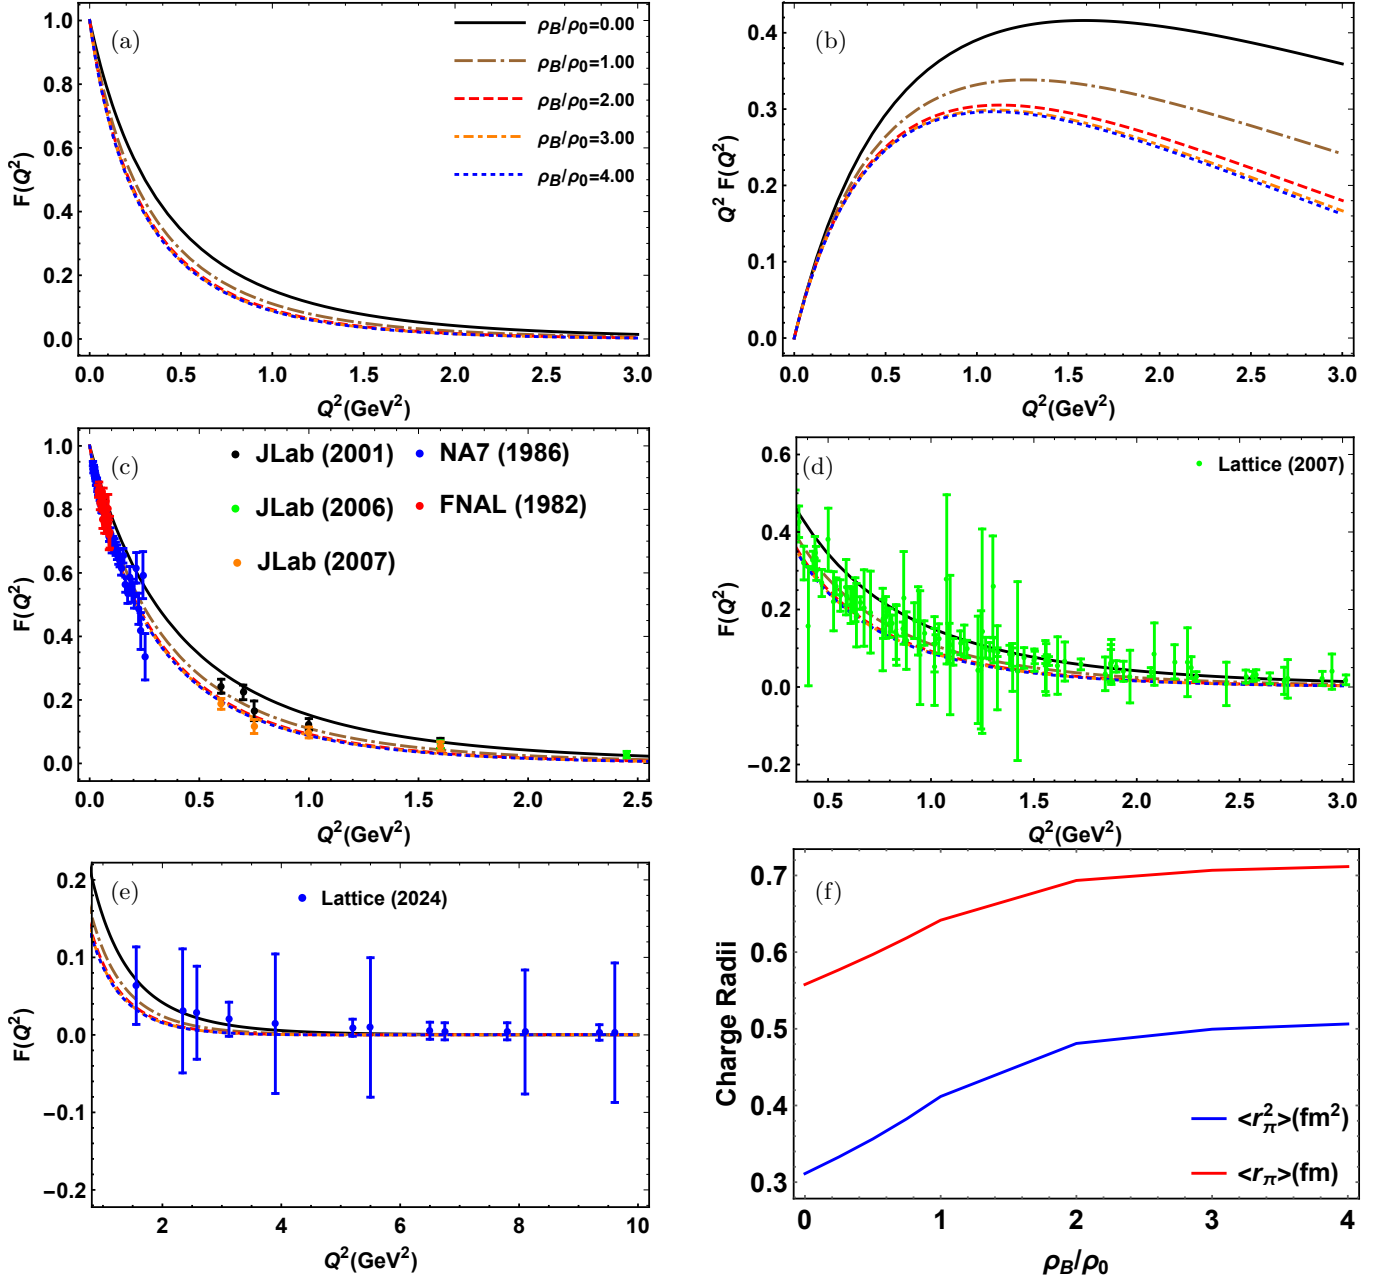 (a)
ρB/ρ0=0.00
ρB/ρ0=1.00
ρB/ρ0=2.00
ρB/ρ0=3.00
ρB/ρ0=4.00
F(Q²)
1.0
0.8
0.6
0.4
0.2
0.0
0.0 0.5 1.0 1.5 2.0 2.5 3.0
Q²(GeV²)
(b)
Q² F(Q²)
0.4
0.3
0.2
0.1
0.0
0.0 0.5 1.0 1.5 2.0 2.5 3.0
Q²(GeV²)
(c)
JLab (2001)
NA7 (1986)
JLab (2006)
FNAL (1982)
JLab (2007)
F(Q²)
1.0
0.8
0.6
0.4
0.2
0.0
0.0 0.5 1.0 1.5 2.0 2.5
Q²(GeV²)
(d)
Lattice (2007)
F(Q²)
0.6
0.4
0.2
0.0
−0.2
0.5 1.0 1.5 2.0 2.5 3.0
Q²(GeV²)
(e)
Lattice (2024)
F(Q²)
0.2
0.1
0.0
−0.1
−0.2
2 4 6 8 10
Q²(GeV²)
(f)
Charge Radii
0.7
0.6
0.5
0.4
0.3
<r²π>(fm²)
<rπ>(fm)
0 1 2 3 4
ρB/ρ0